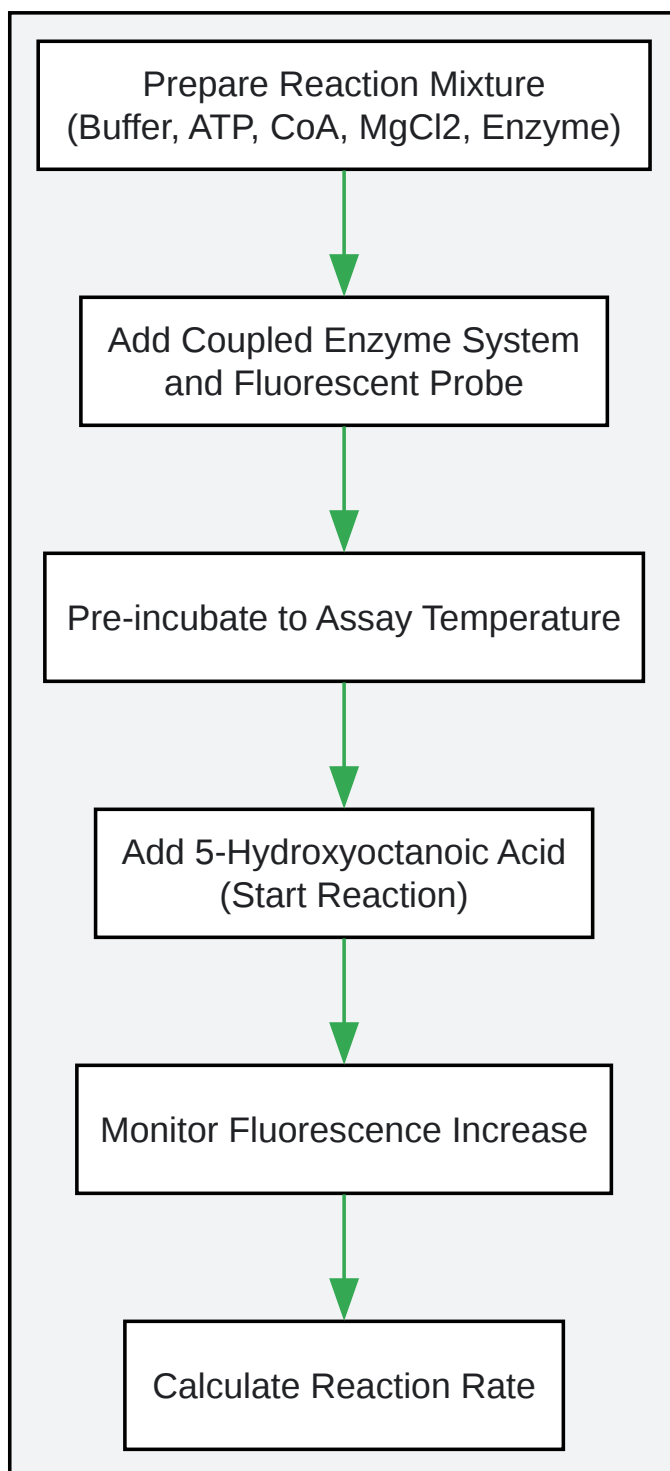 Prepare Reaction Mixture
(Buffer, ATP, CoA, MgCl2, Enzyme)
Add Coupled Enzyme System
and Fluorescent Probe
Pre-incubate to Assay Temperature
Add 5-Hydroxyoctanoic Acid
(Start Reaction)
Monitor Fluorescence Increase
Calculate Reaction Rate